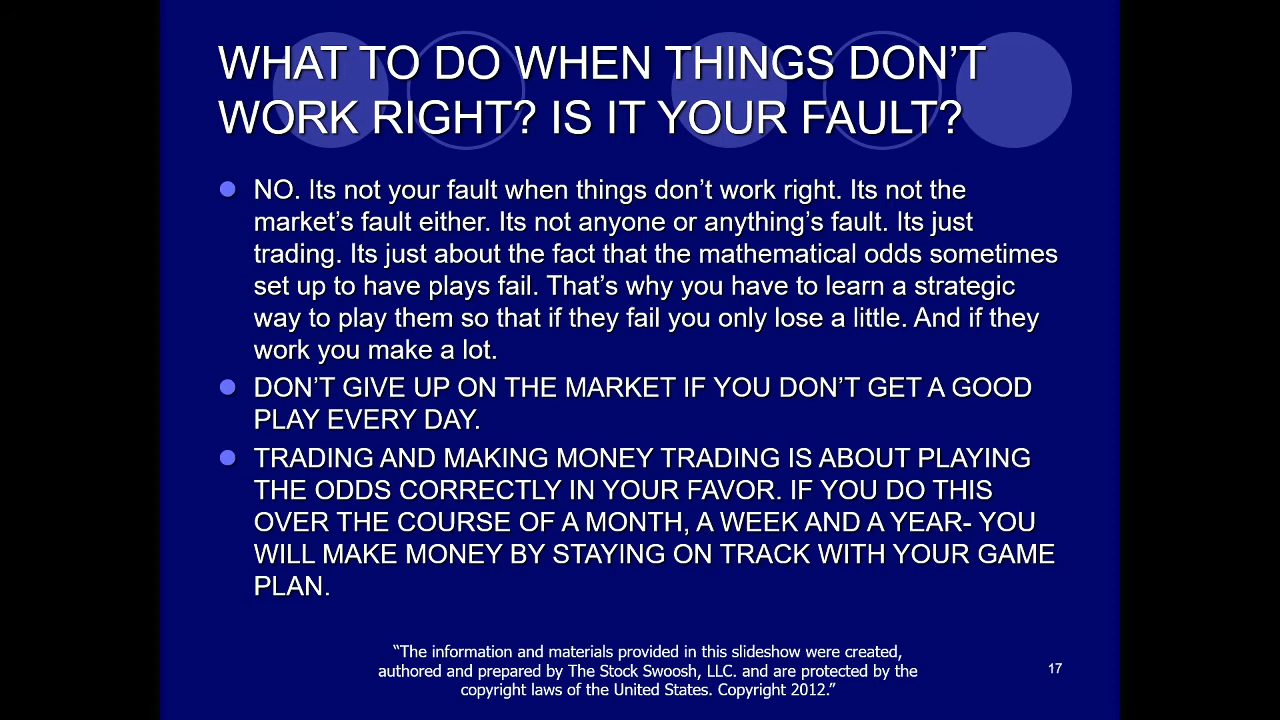 WHAT TO DO WHEN THINGS DON’T
WORK RIGHT? IS IT YOUR FAULT?
NO. Its not your fault when things don’t work right. Its not the
market’s fault either. Its not anyone or anything’s fault. Its just
trading. Its just about the fact that the mathematical odds sometimes
set up to have plays fail. That’s why you have to learn a strategic
way to play them so that if they fail you only lose a little. And if they
work you make a lot.
DON’T GIVE UP ON THE MARKET IF YOU DON’T GET A GOOD
PLAY EVERY DAY.
TRADING AND MAKING MONEY TRADING IS ABOUT PLAYING
THE ODDS CORRECTLY IN YOUR FAVOR. IF YOU DO THIS
OVER THE COURSE OF A MONTH, A WEEK AND A YEAR- YOU
WILL MAKE MONEY BY STAYING ON TRACK WITH YOUR GAME
PLAN.
“The information and materials provided in this slideshow were created,
authored and prepared by The Stock Swoosh, LLC. and are protected by the
copyright laws of the United States. Copyright 2012.”
17